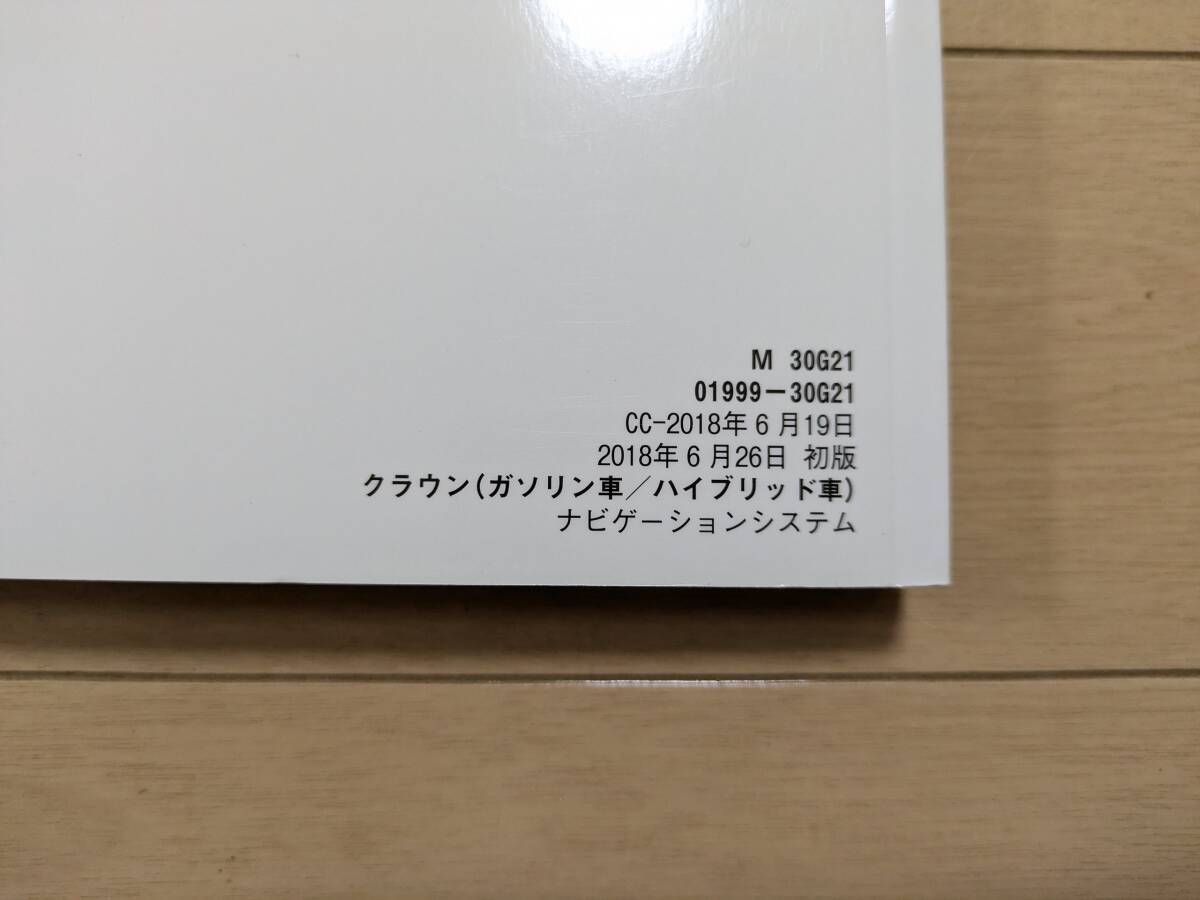 M 30G21
01999－30G21
CC-2018年6月19日
2018年6月26日 初版
クラウン(ガソリン車／ハイブリッド車)
ナビゲーションシステム